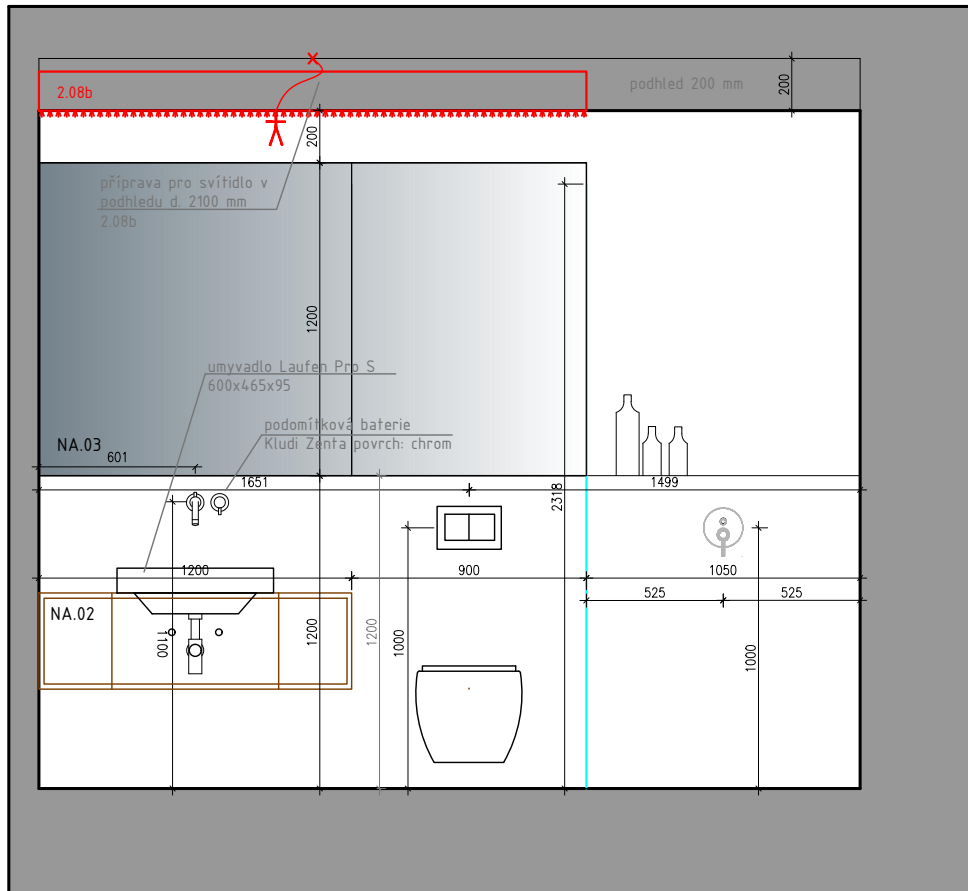 2.08b
podhled 200 mm
200
200
příprava pro svítidlo v
podhledu d. 2100 mm
2.08b
1200
umyvadlo Laufen Pro S
600x465x95
podomítková baterie
Kludi Zenta povrch: chrom
NA.03
601
1651
2318
1499
1200
900
1050
525
525
NA.02
1100
1200
1200
1000
1000